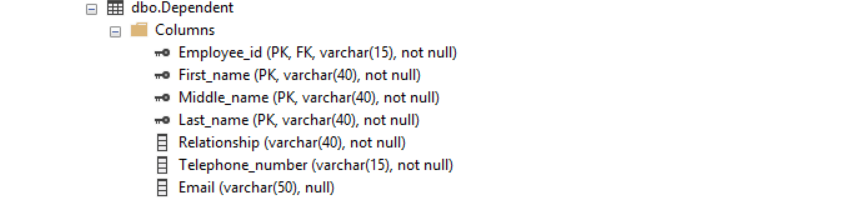 dbo.Dependent
Columns
Employee_id (PK, FK, varchar(15), not null)
First_name (PK, varchar(40), not null)
Middle_name (PK, varchar(40), not null)
Last_name (PK, varchar(40), not null)
Relationship (varchar(40), not null)
Telephone_number (varchar(15), not null)
Email (varchar(50), null)